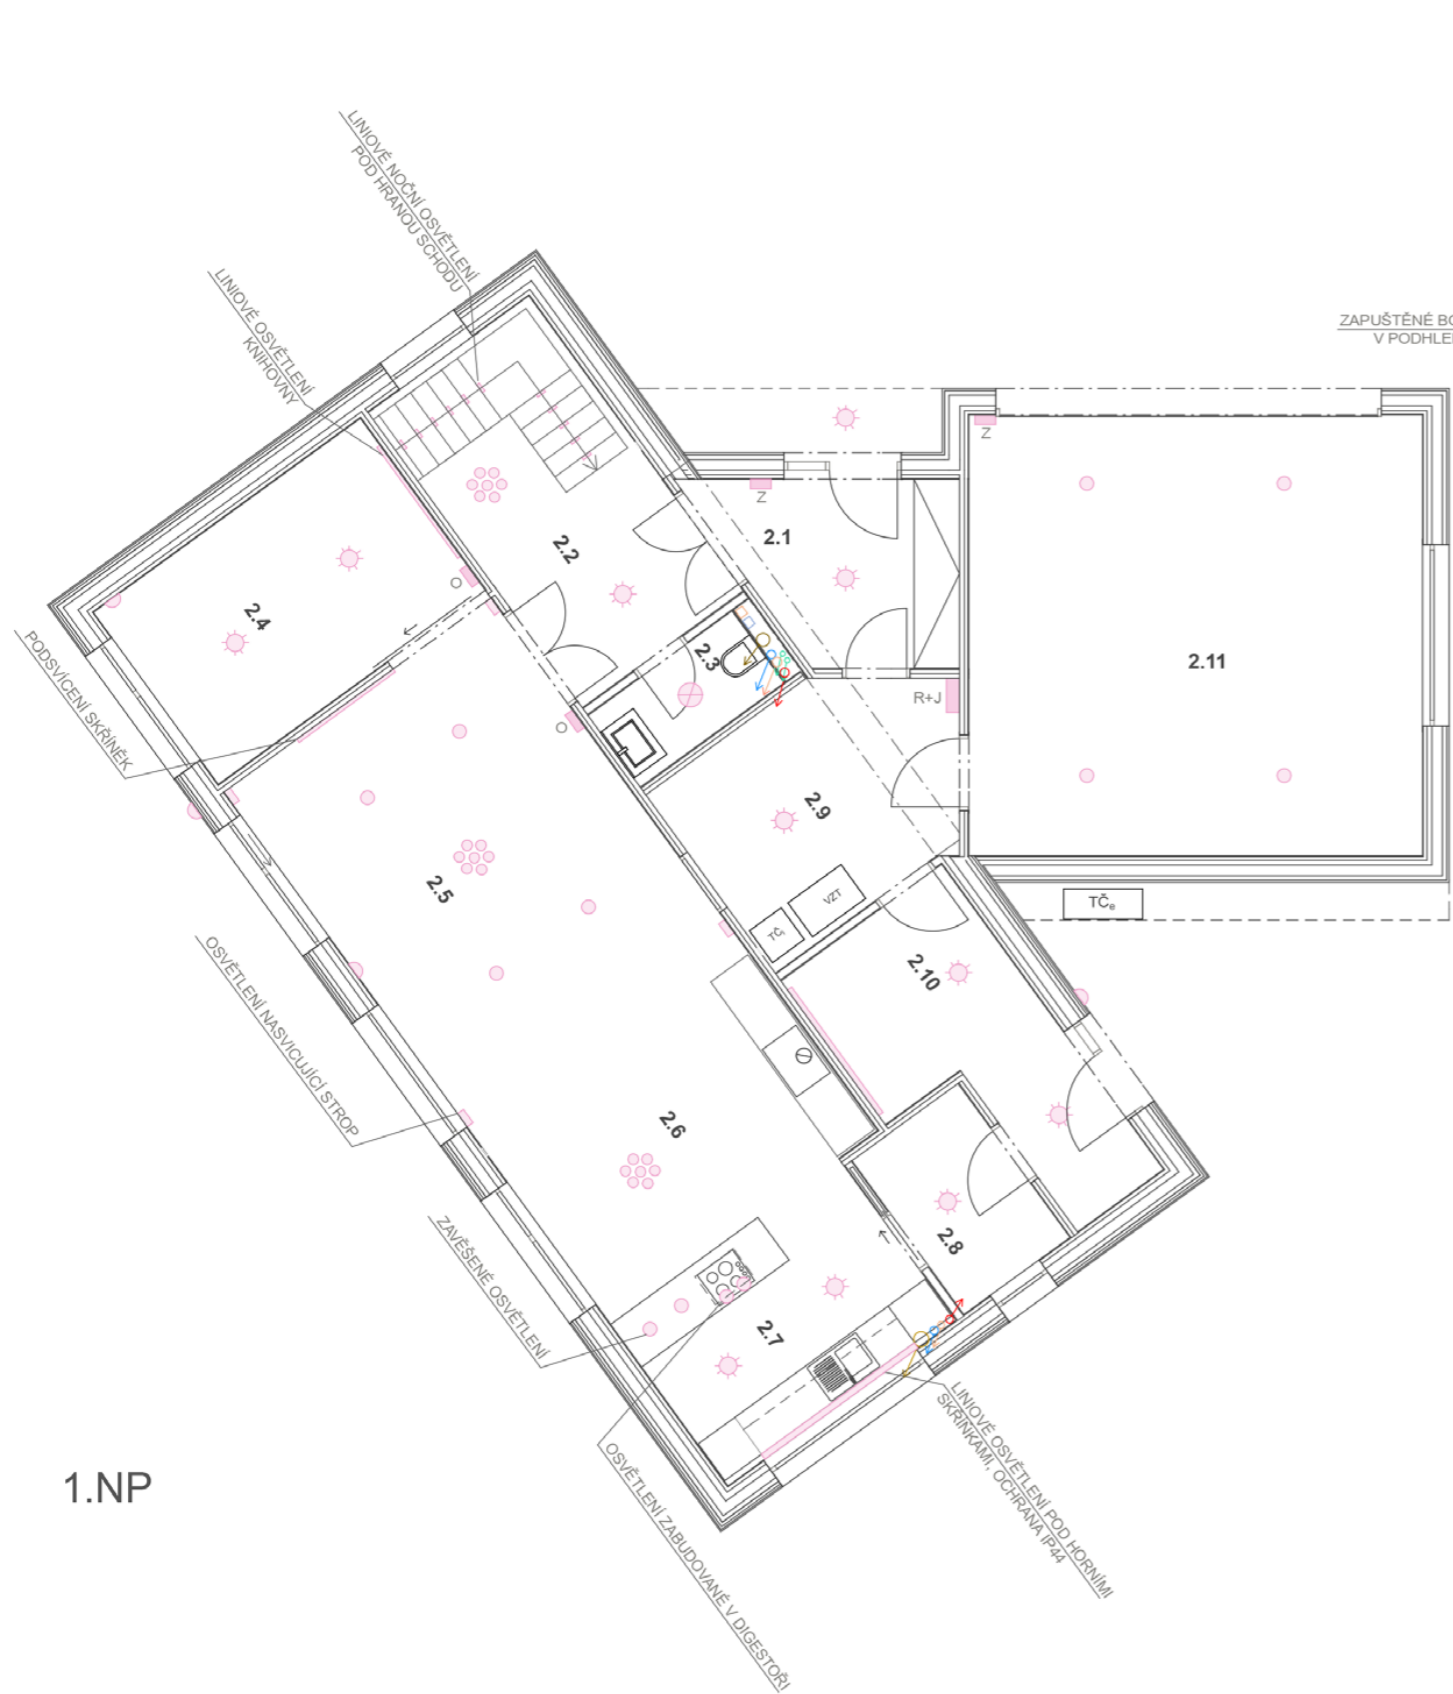 LINIOVÉ NOČNÍ OSVĚTLENÍ
POD HRANOU SCHODU
LINIOVÉ OSVĚTLENÍ
KNIHOVNY
ZAPUŠTĚNÉ BO
V PODHLE
Z
Z
2.1
2.2
O
2.4
2.3
2.11
PODSVÍCENÍ SKŘÍNĚK
R+J
O
2.9
2.5
VZT
TČ
TČe
OSVĚTLENÍ NASVICUJÍCÍ STROP
2.10
2.6
ZAVĚŠENÉ OSVĚTLENÍ
2.8
2.7
LINIOVÉ OSVĚTLENÍ POD HORNÍMI
SKŘÍNKAMI, OCHRANA IP44
OSVĚTLENÍ ZABUDOVANÉ V DIGESTOŘI
1.NP